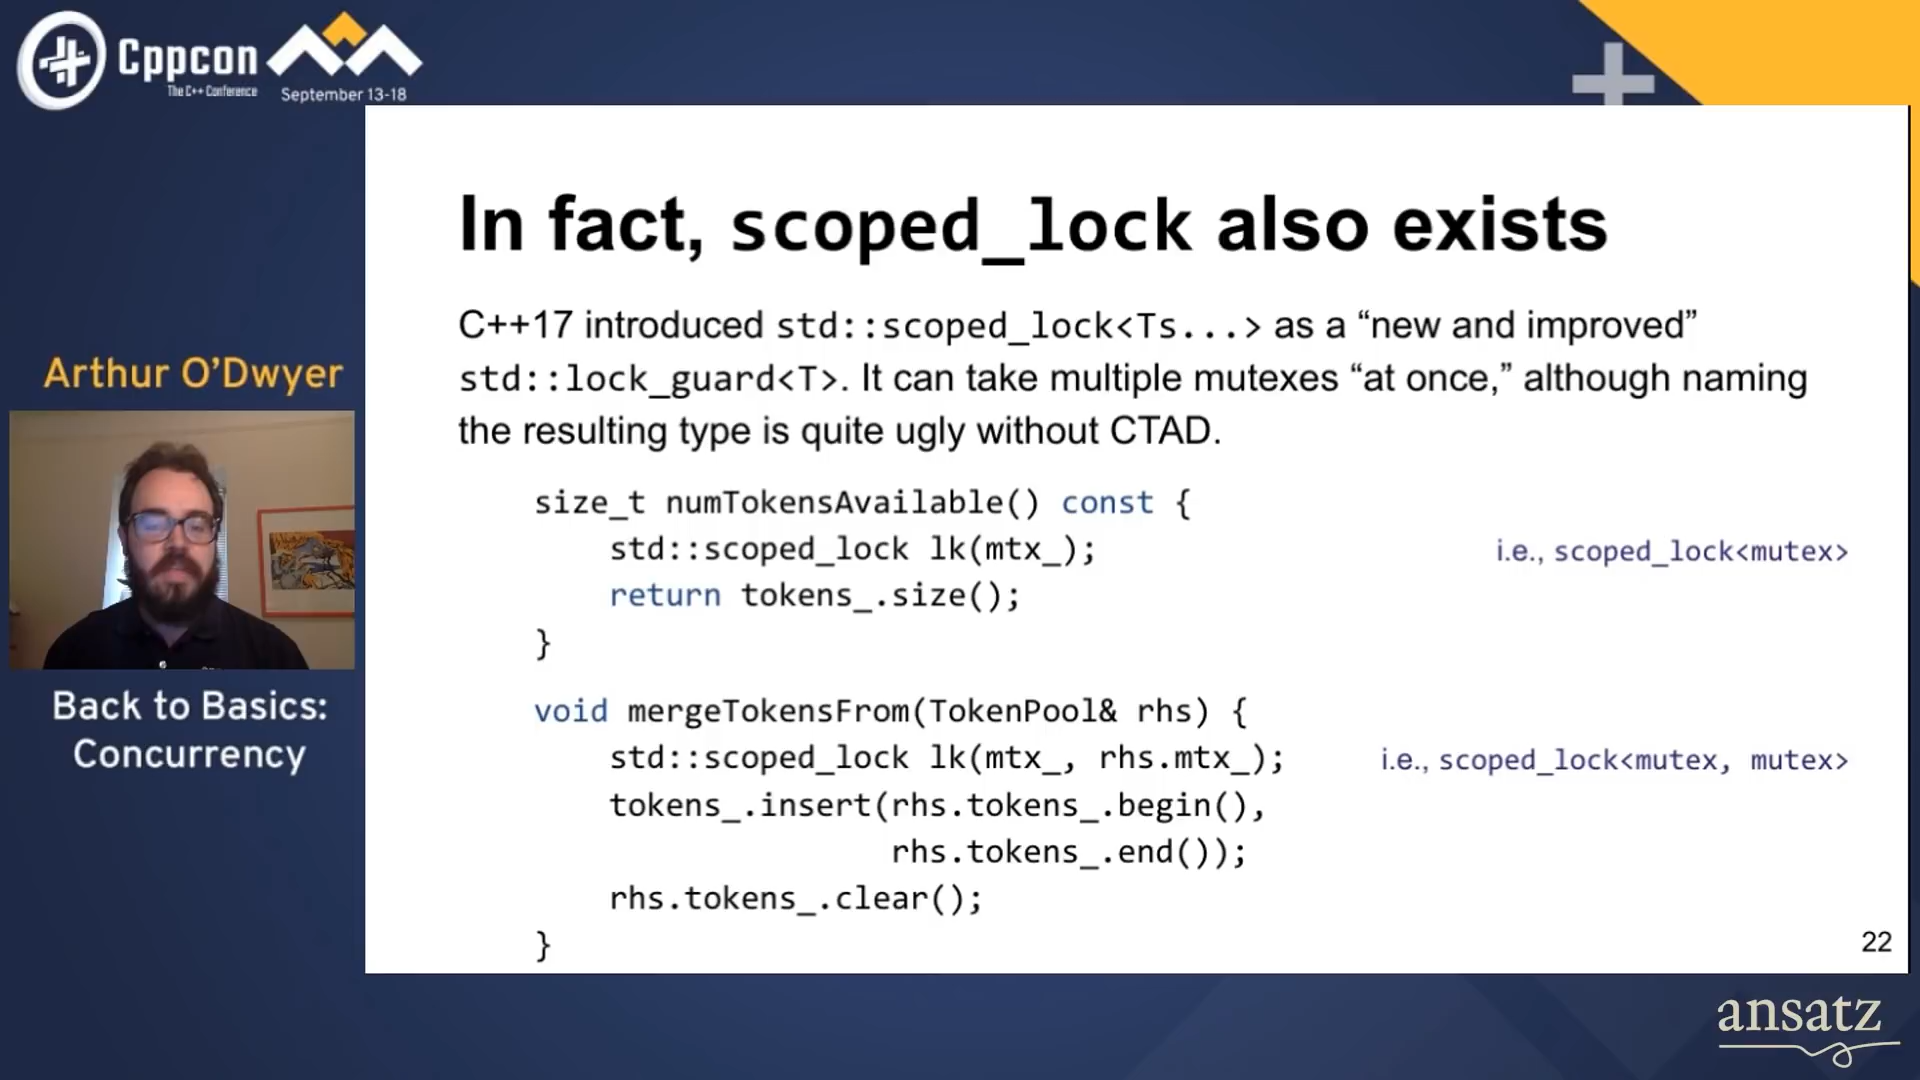 Cppcon
The C++ Conference
September 13-18
Arthur O’Dwyer
Back to Basics:
Concurrency
In fact, scoped_lock also exists
C++17 introduced std::scoped_lock<Ts...> as a “new and improved”
std::lock_guard<T>. It can take multiple mutexes “at once,” although naming
the resulting type is quite ugly without CTAD.
size_t numTokensAvailable() const {
    std::scoped_lock lk(mtx_); i.e., scoped_lock<mutex>
    return tokens_.size();
}
void mergeTokensFrom(TokenPool& rhs) {
    std::scoped_lock lk(mtx_, rhs.mtx_); i.e., scoped_lock<mutex, mutex>
    tokens_.insert(rhs.tokens_.begin(),
                   rhs.tokens_.end());
    rhs.tokens_.clear();
}
22
ansatz